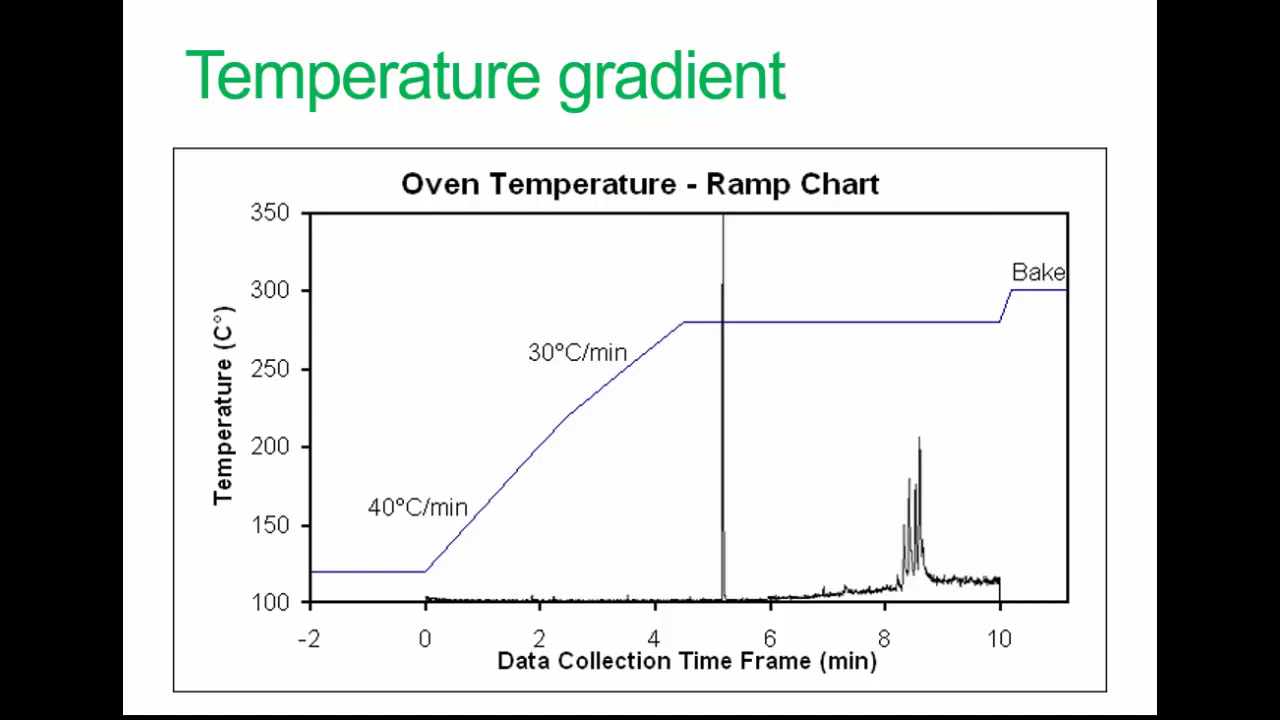 Temperature gradient
Oven Temperature - Ramp Chart
350
Bake
300
30°C/min
250
200
40°C/min
150
100
Temperature (C°)
-2 0 2 4 6 8 10
Data Collection Time Frame (min)